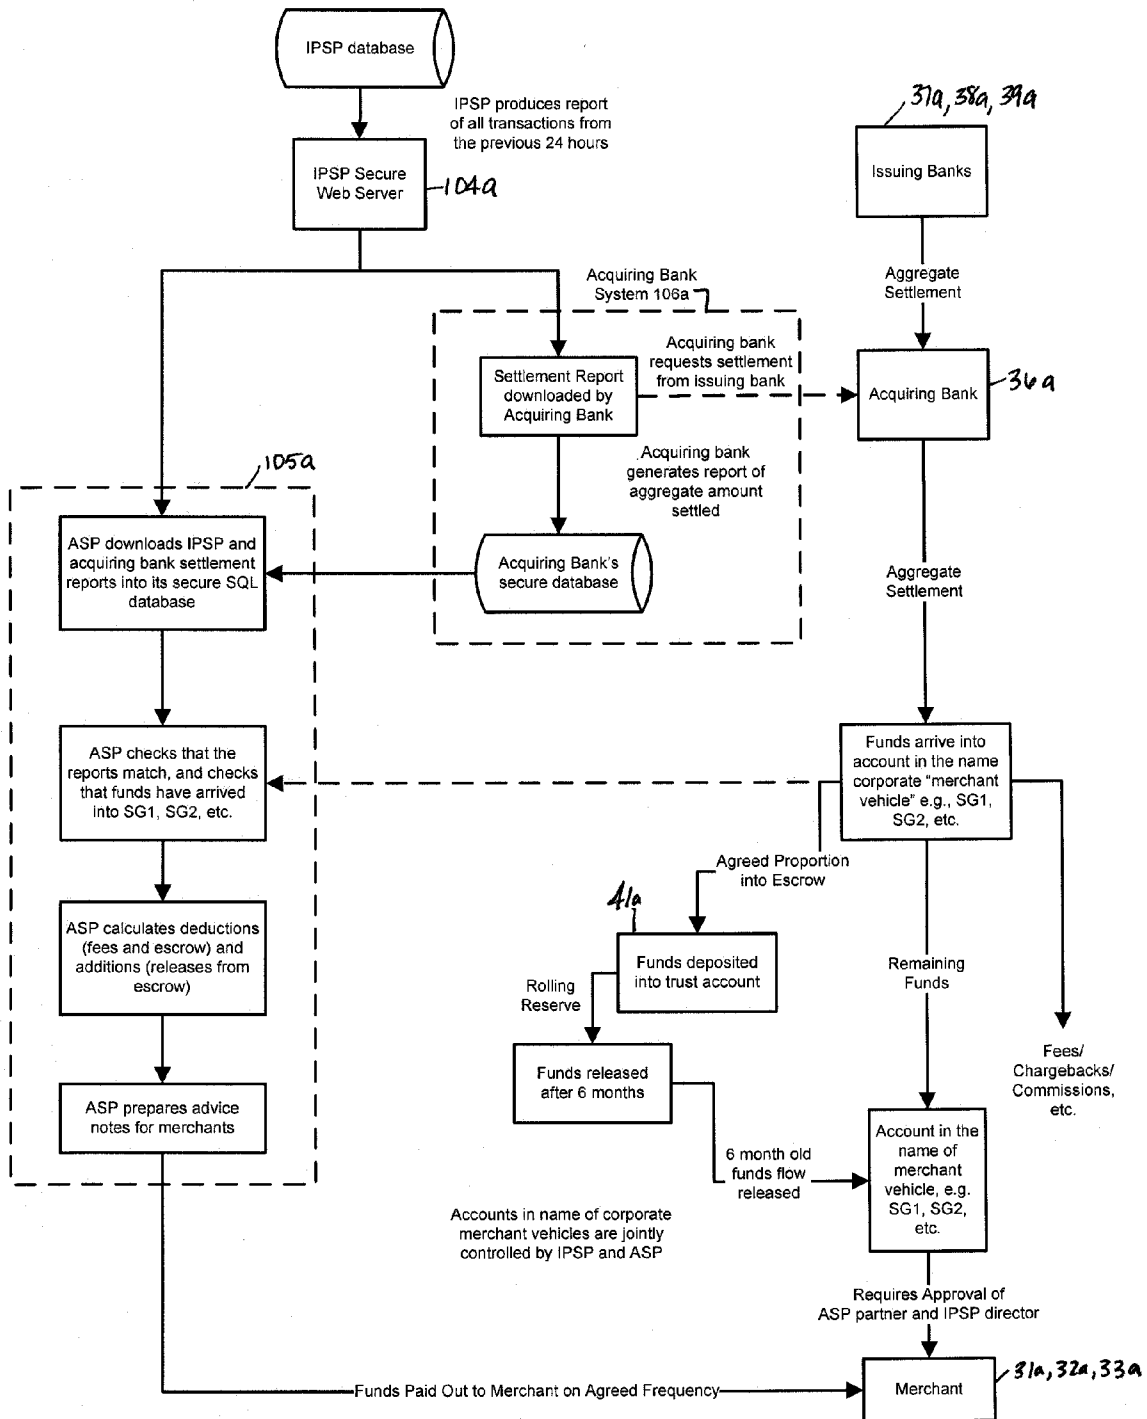 IPSP database
IPSP produces report
of all transactions from
the previous 24 hours
37a, 38a, 39a
IPSP Secure
Web Server
104a
Issuing Banks
Acquiring Bank
System 106a
Aggregate
Settlement
Acquiring bank
requests settlement
from issuing bank
Settlement Report
downloaded by
Acquiring Bank
Acquiring Bank
36a
Acquiring bank
generates report of
aggregate amount
settled
105a
ASP downloads IPSP and
acquiring bank settlement
reports into its secure SQL
database
Acquiring Bank's
secure database
Aggregate
Settlement
ASP checks that the
reports match, and checks
that funds have arrived
into SG1, SG2, etc.
Funds arrive into
account in the name
corporate “merchant
vehicle” e.g., SG1,
SG2, etc.
Agreed Proportion
into Escrow
41a
ASP calculates deductions
(fees and escrow) and
additions (releases from
escrow)
Funds deposited
into trust account
Rolling
Reserve
Remaining
Funds
Funds released
after 6 months
Fees/
Chargebacks/
Commissions,
etc.
ASP prepares advice
notes for merchants
Account in the
name of
merchant
vehicle, e.g.
SG1, SG2,
etc.
6 month old
funds flow
released
Accounts in name of corporate
merchant vehicles are jointly
controlled by IPSP and ASP
Requires Approval of
ASP partner and IPSP director
Funds Paid Out to Merchant on Agreed Frequency
Merchant
31a, 32a, 33a